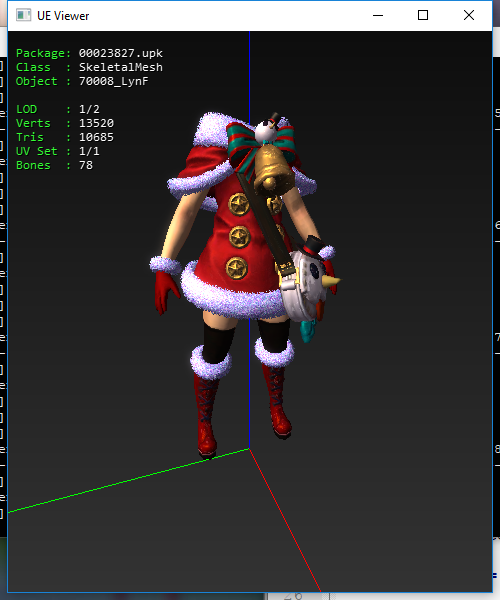 UE Viewer
Package: 00023827.upk
Class : SkeletalMesh
Object : 70008_LynF
LOD : 1/2
Verts : 13520
Tris : 10685
UV Set : 1/1
Bones : 78